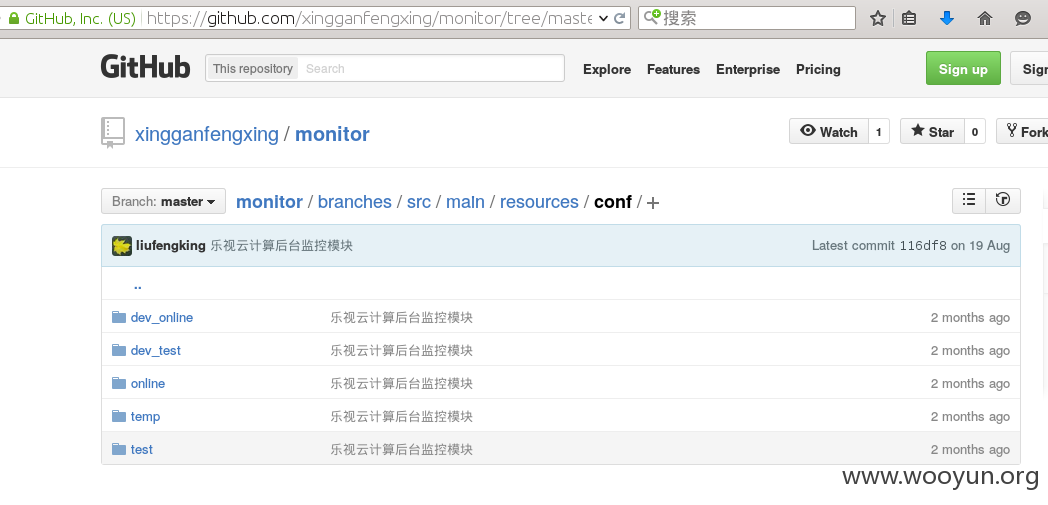 GitHub, Inc. (US) https://github.com/xingganfengxing/monitor/tree/maste 搜索
GitHub This repository Search Explore Features Enterprise Pricing Sign up
xingganfengxing / monitor Watch 1 Star 0 Fork
Branch: master monitor / branches / src / main / resources / conf / +
liufengking 乐视云计算后台监控模块 Latest commit 116df8 on 19 Aug
..
dev_online 乐视云计算后台监控模块 2 months ago
dev_test 乐视云计算后台监控模块 2 months ago
online 乐视云计算后台监控模块 2 months ago
temp 乐视云计算后台监控模块 2 months ago
test 乐视云计算后台监控模块 2 months ago
www.wooyun.org